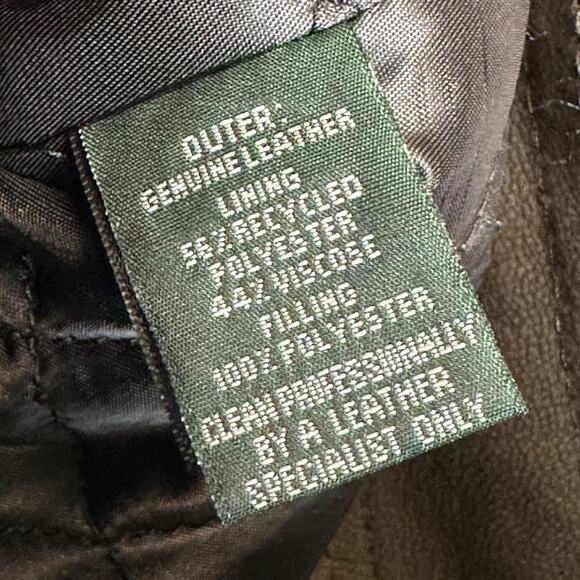 OUTER:
GENUINE LEATHER
LINING
56% RECYCLED
POLYESTER
44% VISCOSE
FILLING
100% POLYESTER
CLEAN PROFESSIONALLY
BY A LEATHER
SPECIALIST ONLY